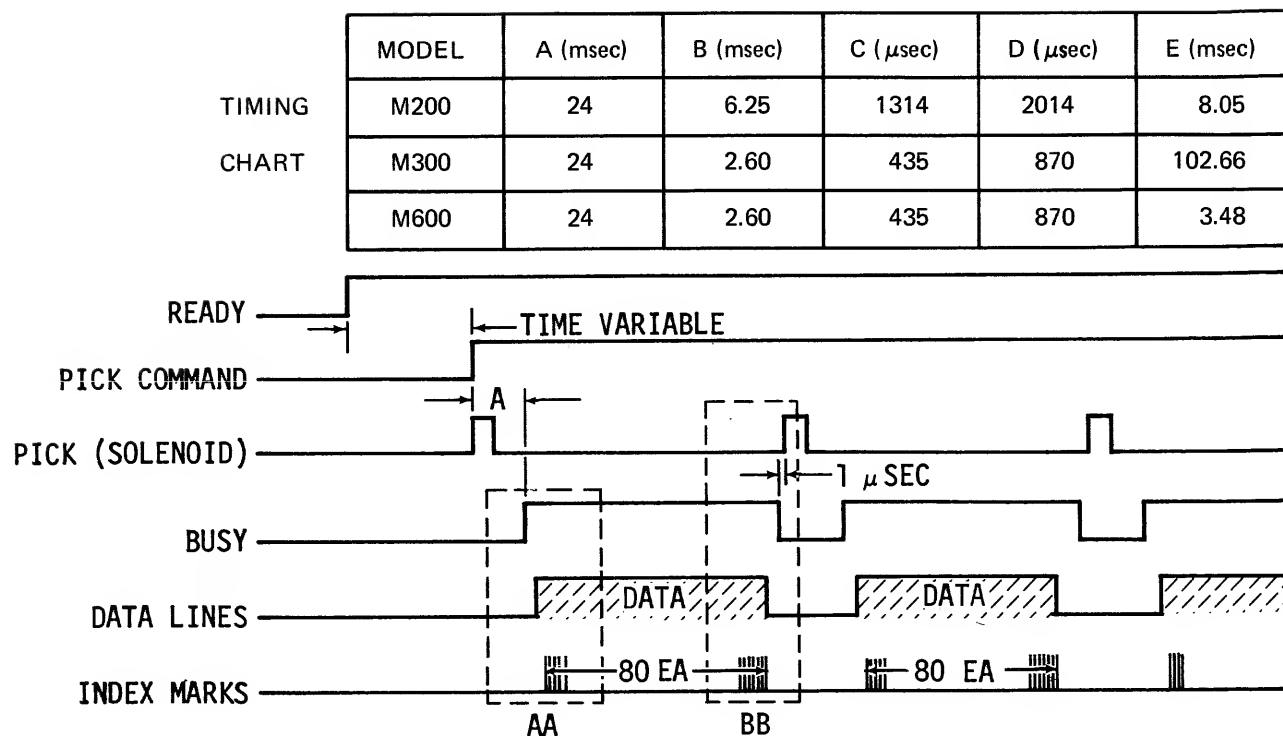 MODEL A (msec) B (msec) C (μsec) D (μsec) E (msec)
TIMING M200 24 6.25 1314 2014 8.05
CHART M300 24 2.60 435 870 102.66
M600 24 2.60 435 870 3.48
READY
TIME VARIABLE
PICK COMMAND
A
PICK (SOLENOID)
1 μSEC
BUSY
DATA LINES DATA DATA
INDEX MARKS 80 EA 80 EA
AA BB